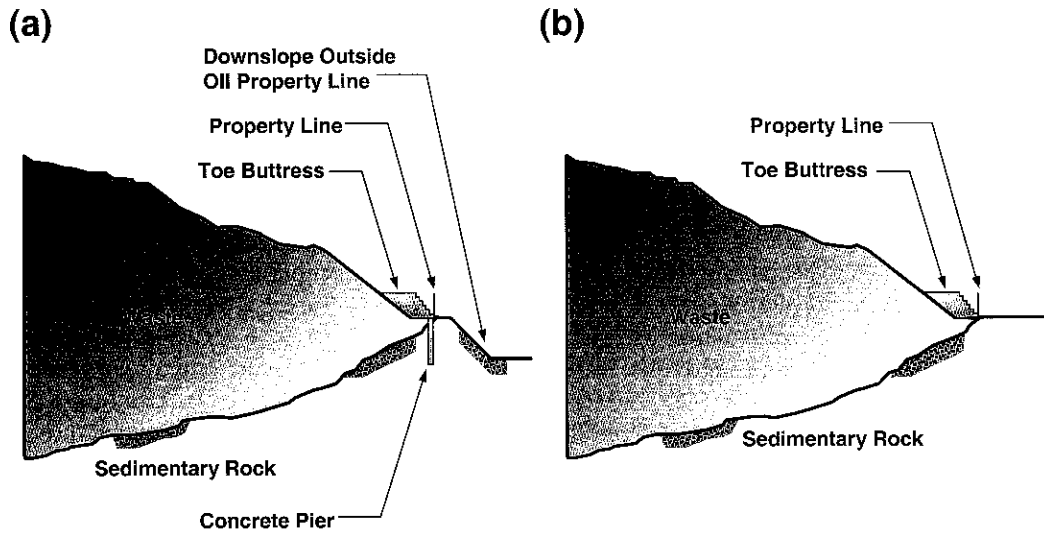 (a)
Downslope Outside
OII Property Line
Property Line
Toe Buttress
Waste
Sedimentary Rock
Concrete Pier
(b)
Property Line
Toe Buttress
Waste
Sedimentary Rock